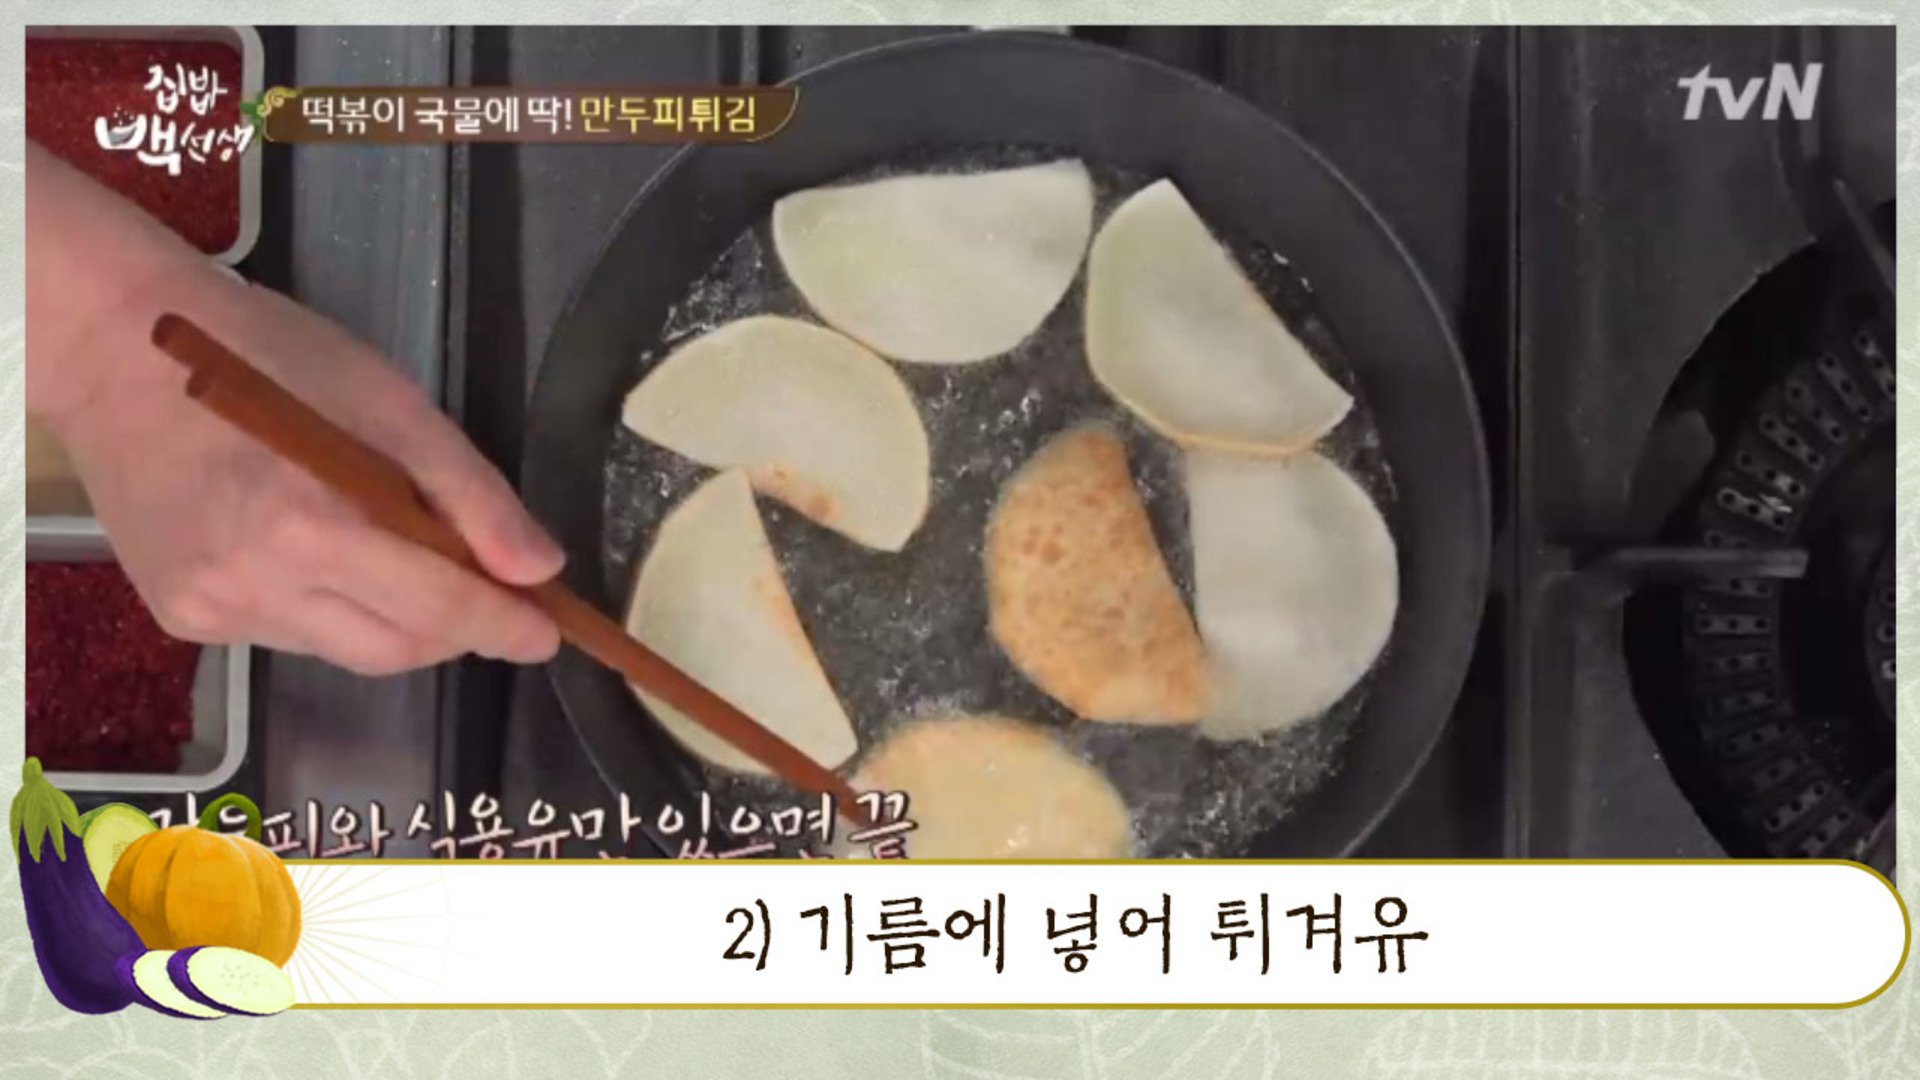 집밥
백선생
떡볶이 국물에 딱! 만두피튀김
tvN
만두피와 식용유만 있으면 끝
2) 기름에 넣어 튀겨유